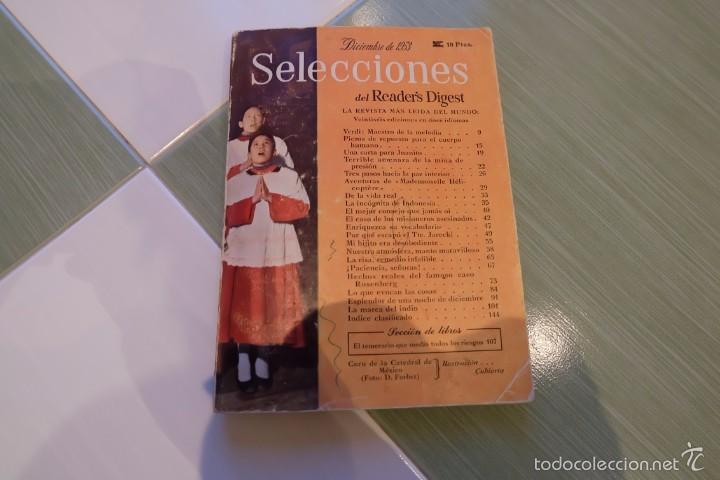 Diciembre de 1953
18 Ptas.
Selecciones
del Reader's Digest
LA REVISTA MÁS LEIDA DEL MUNDO:
Veintiséis ediciones en doce idiomas
Verdi: Maestro de la melodía . . . 9
Piezas de repuesto para el cuerpo
humano . . . 15
Una carta para Juanito . . . 19
Terrible amenaza de la mina de
presión . . . 22
Tres pasos hacia la paz interior . . 26
Aventuras de «Mademoiselle Héli-
coptère» . . . 29
De la vida real . . . 33
La incógnita de Indonesia . . . 35
El mejor consejo que jamás oí . . . 40
El caso de los misioneros asesinados . . 42
Enriquezca su vocabulario . . . 47
Por qué escapó el Tte. Jarecki . . . 49
Mi hijito era desobediente . . . 55
Nuestra atmósfera, manto maravilloso 58
La risa, remedio infalible . . . 65
¡Paciencia, señoras! . . . 67
Hechos reales del famoso caso
Rosenberg . . . 73
Lo que evocan las cosas . . . 84
Esplendor de una noche de diciembre . 91
La marca del indio . . . 101
Indice clasificado . . . 144
Sección de libros
El temerario que medía todos los riesgos 107
Coro de la Catedral de
México
(Foto: D. Forbet)
Ilustración . . .
Cubierta
todocoleccion.net